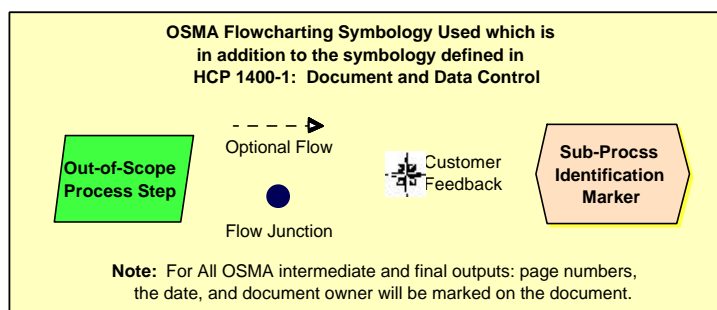 OSMA Flowcharting Symbology Used which is
in addition to the symbology defined in
HCP 1400-1: Document and Data Control
Out-of-Scope
Process Step
Optional Flow
Flow Junction
Customer
Feedback
Sub-Procss
Identification
Marker
Note: For All OSMA intermediate and final outputs: page numbers,
the date, and document owner will be marked on the document.